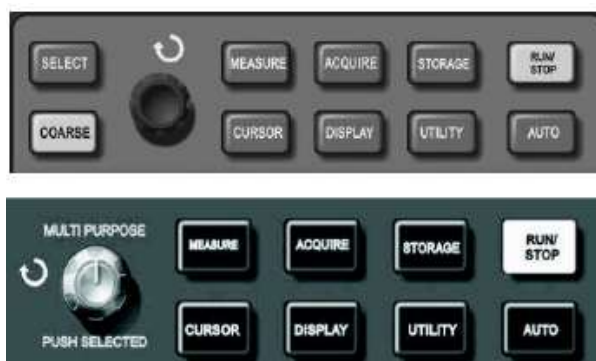 SELECT MEASURE ACQUIRE STORAGE RUN/
STOP
COARSE CURSOR DISPLAY UTILITY AUTO
MULTI PURPOSE
MEASURE ACQUIRE STORAGE RUN/
STOP
PUSH SELECTED
CURSOR DISPLAY UTILITY AUTO